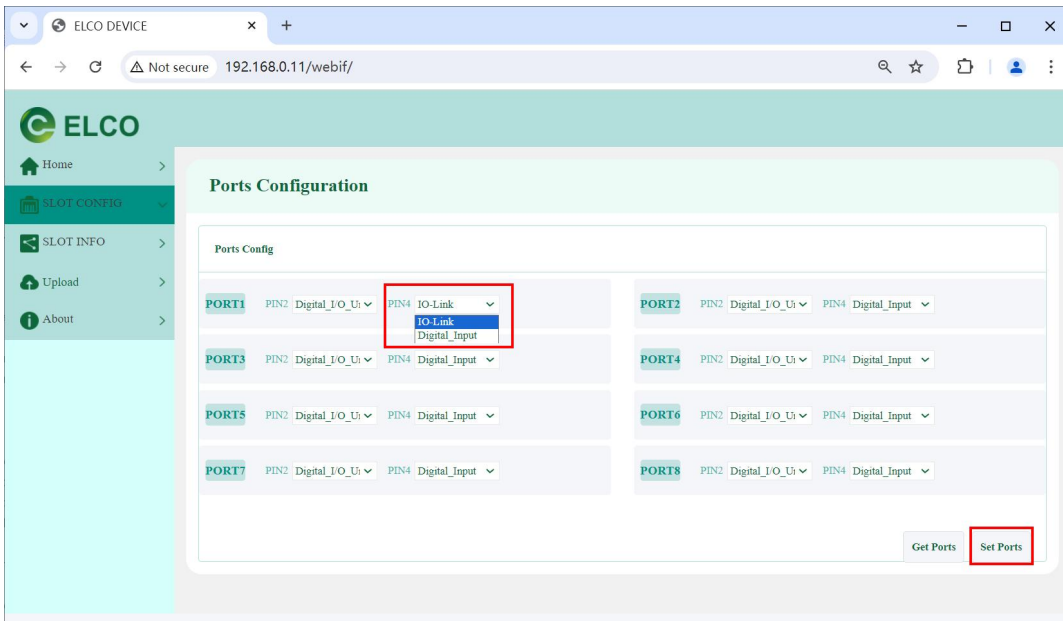 ELCO DEVICE
Not secure 192.168.0.11/webif/
ELCO
Home
SLOT CONFIG
SLOT INFO
Upload
About
Ports Configuration
Ports Config
PORT1 PIN2 Digital_I/O_U PIN4 IO-Link
IO-Link
Digital_Input
PORT2 PIN2 Digital_I/O_U PIN4 Digital_Input
PORT3 PIN2 Digital_I/O_U PIN4 Digital_Input
PORT4 PIN2 Digital_I/O_U PIN4 Digital_Input
PORT5 PIN2 Digital_I/O_U PIN4 Digital_Input
PORT6 PIN2 Digital_I/O_U PIN4 Digital_Input
PORT7 PIN2 Digital_I/O_U PIN4 Digital_Input
PORT8 PIN2 Digital_I/O_U PIN4 Digital_Input
Get Ports Set Ports